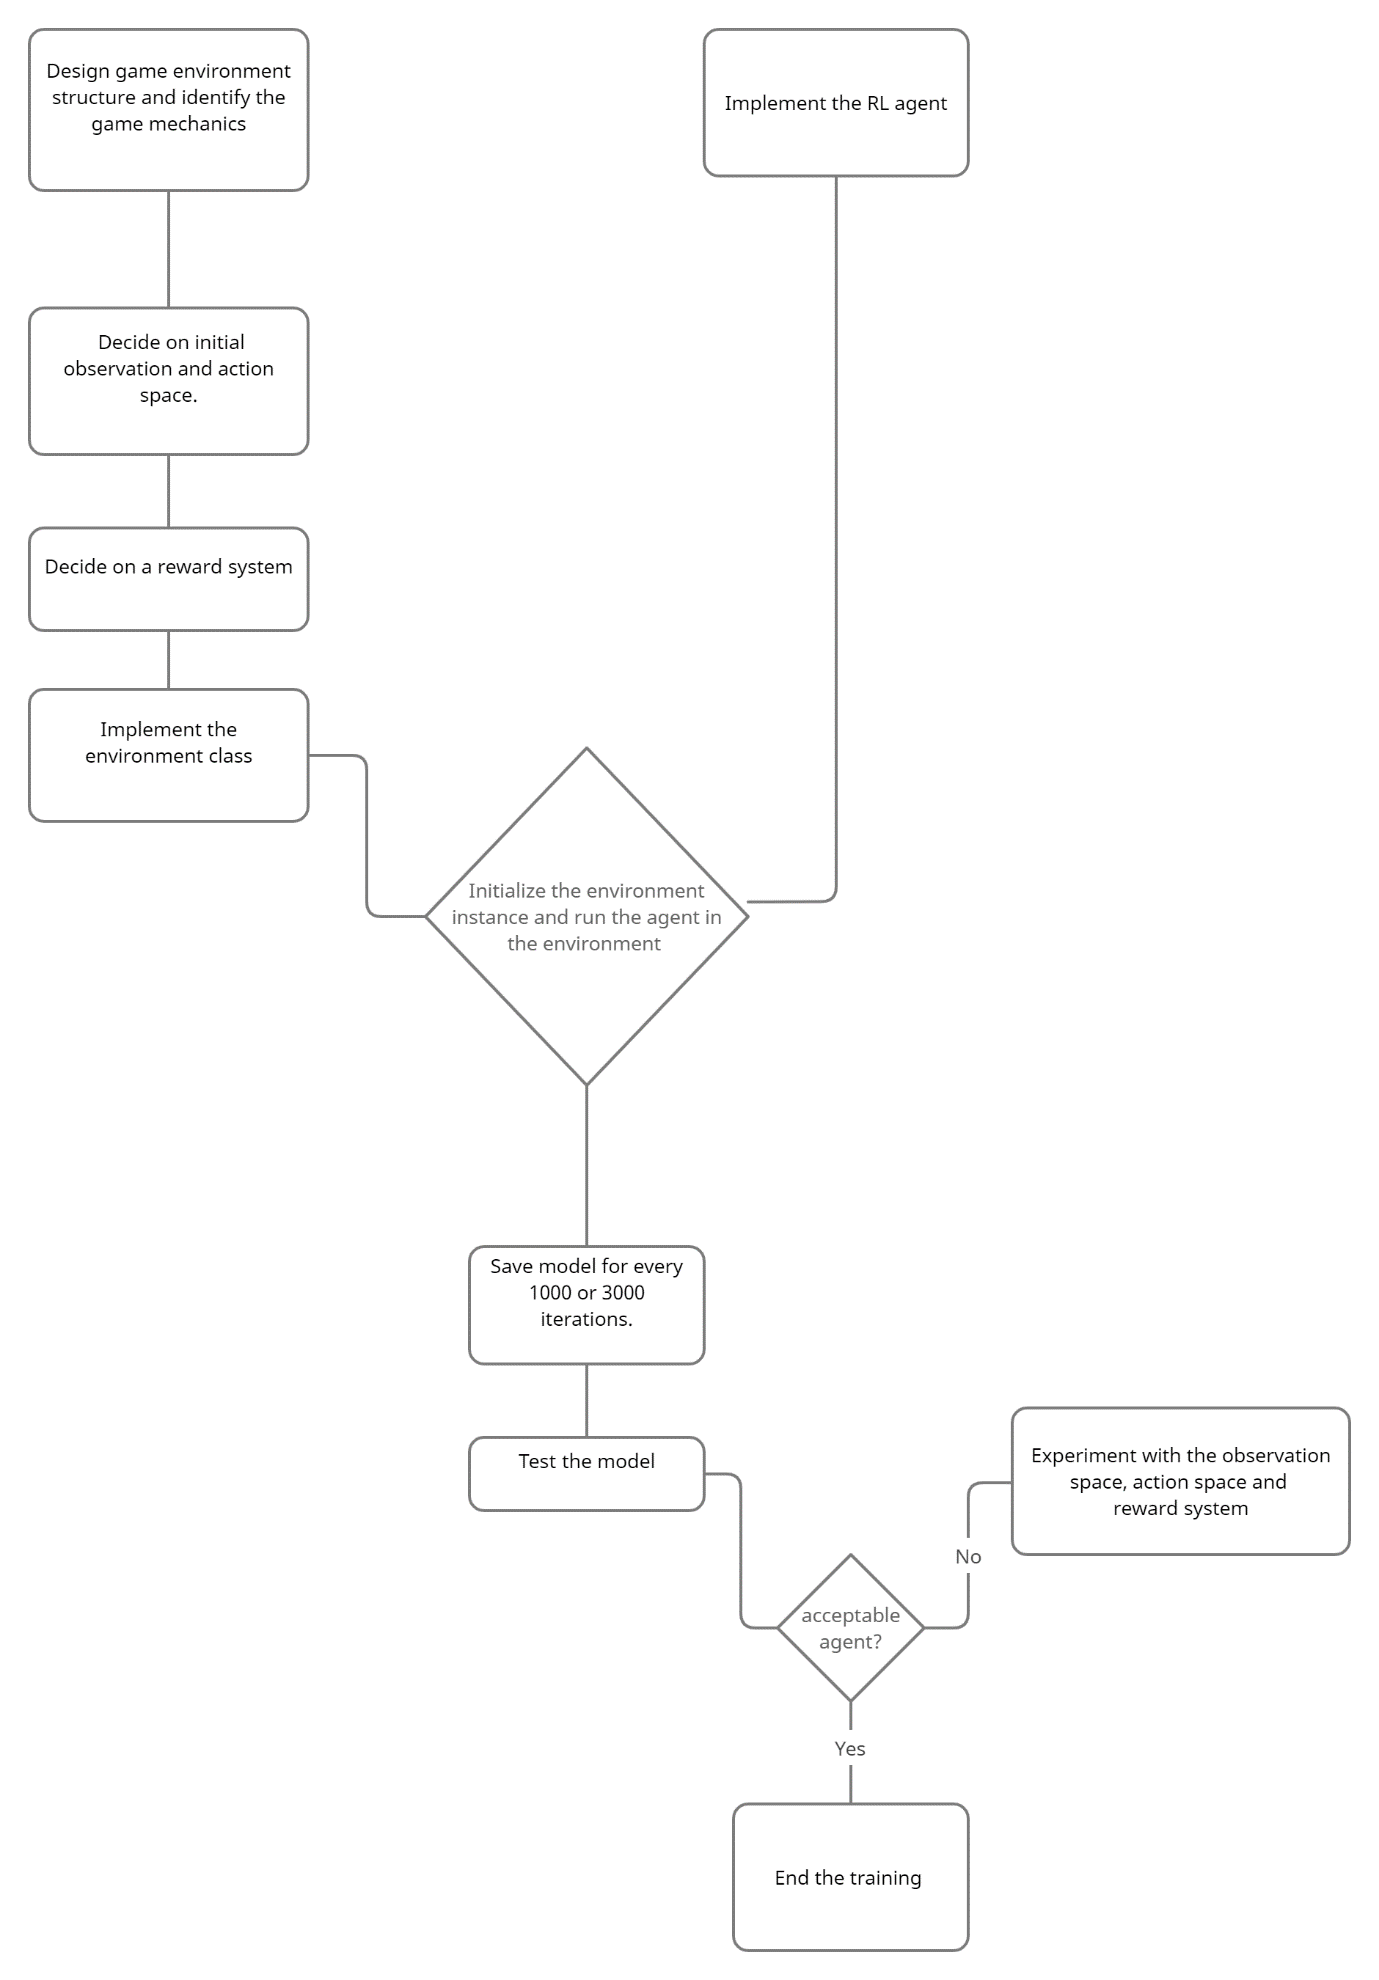 Design game environment
structure and identify the
game mechanics
Implement the RL agent
Decide on initial
observation and action
space.
Decide on a reward system
Implement the
environment class
Initialize the environment
instance and run the agent in
the environment
Save model for every
1000 or 3000
iterations.
Test the model
Experiment with the observation
space, action space and
reward system
No
acceptable
agent?
Yes
End the training